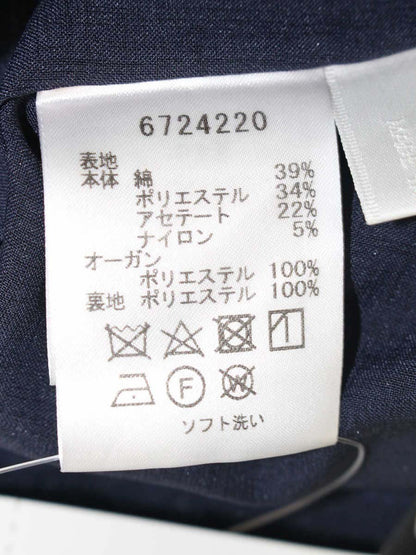 6724220
表地
本体 綿 39%
ポリエステル 34%
アセテート 22%
ナイロン 5%
オーガン
ポリエステル 100%
裏地 ポリエステル 100%
F W
ソフト洗い